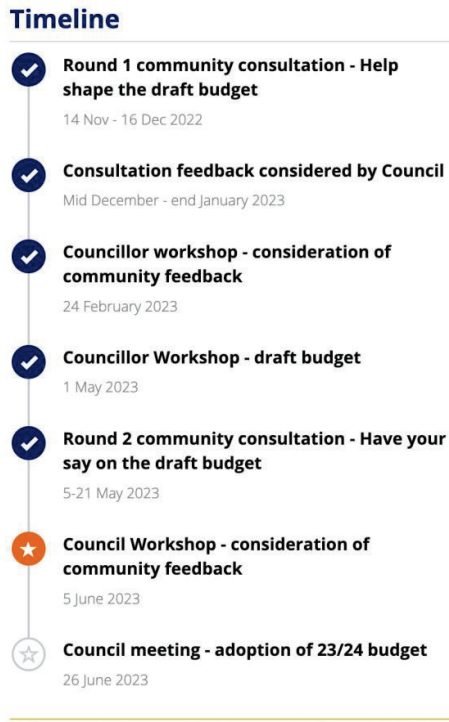 Timeline
Round 1 community consultation - Help
shape the draft budget
14 Nov - 16 Dec 2022
Consultation feedback considered by Council
Mid December - end January 2023
Councillor workshop - consideration of
community feedback
24 February 2023
Councillor Workshop - draft budget
1 May 2023
Round 2 community consultation - Have your
say on the draft budget
5-21 May 2023
Council Workshop - consideration of
community feedback
5 June 2023
Council meeting - adoption of 23/24 budget
26 June 2023